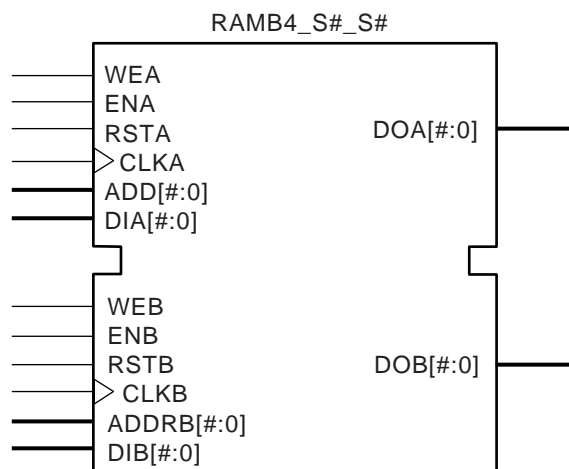 RAMB4_S#_S#
WEA
ENA
RSTA
DOA[#:0]
CLKA
ADD[#:0]
DIA[#:0]
WEB
ENB
RSTB
DOB[#:0]
CLKB
ADDRB[#:0]
DIB[#:0]